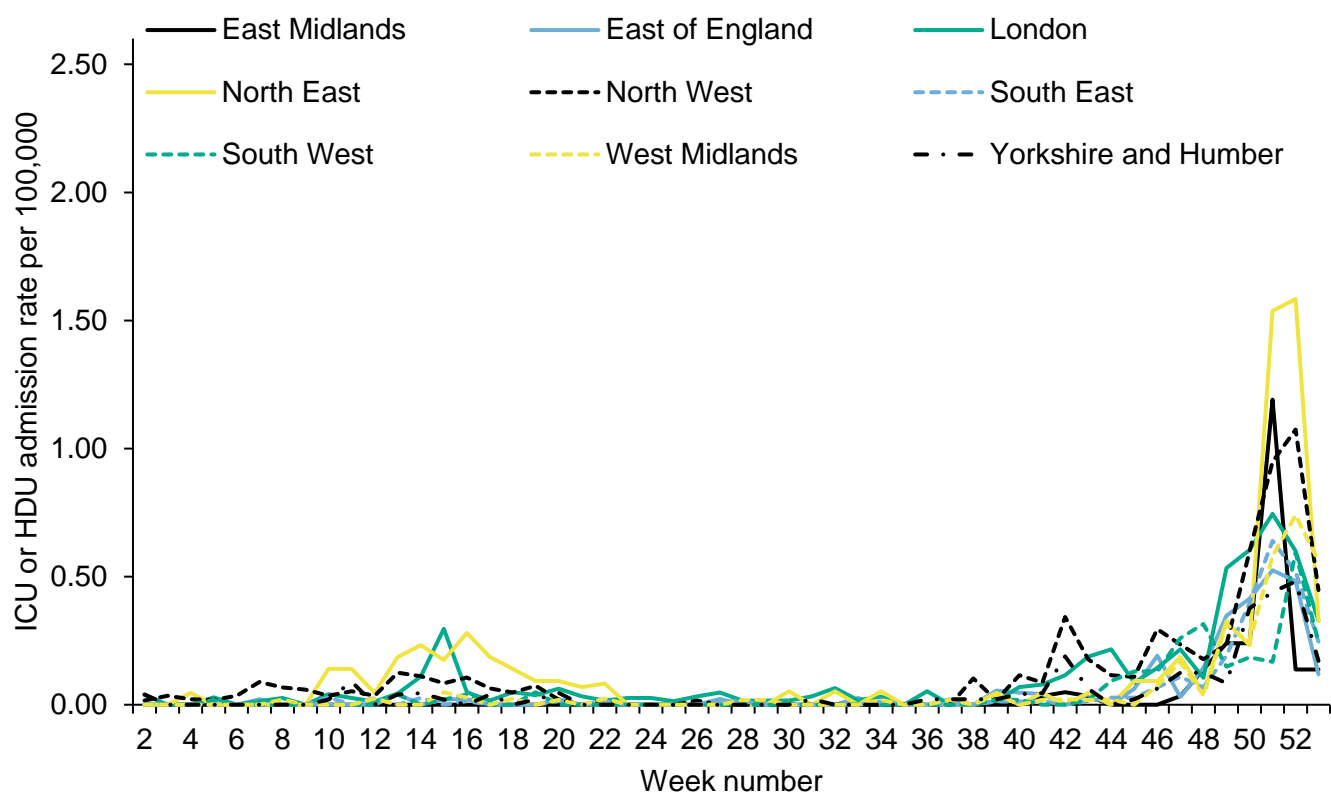 East Midlands East of England London
North East North West South East
South West West Midlands Yorkshire and Humber
ICU or HDU admission rate per 100,000
2.50
2.00
1.50
1.00
0.50
0.00
2 4 6 8 10 12 14 16 18 20 22 24 26 28 30 32 34 36 38 40 42 44 46 48 50 52
Week number